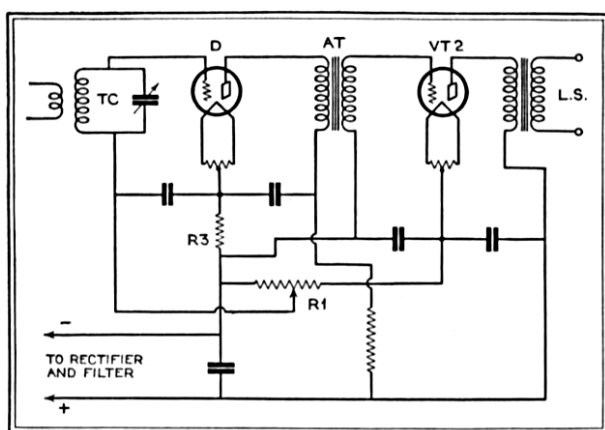 D
AT
VT 2
TC
L.S.
R3
R1
−
TO RECTIFIER
AND FILTER
+